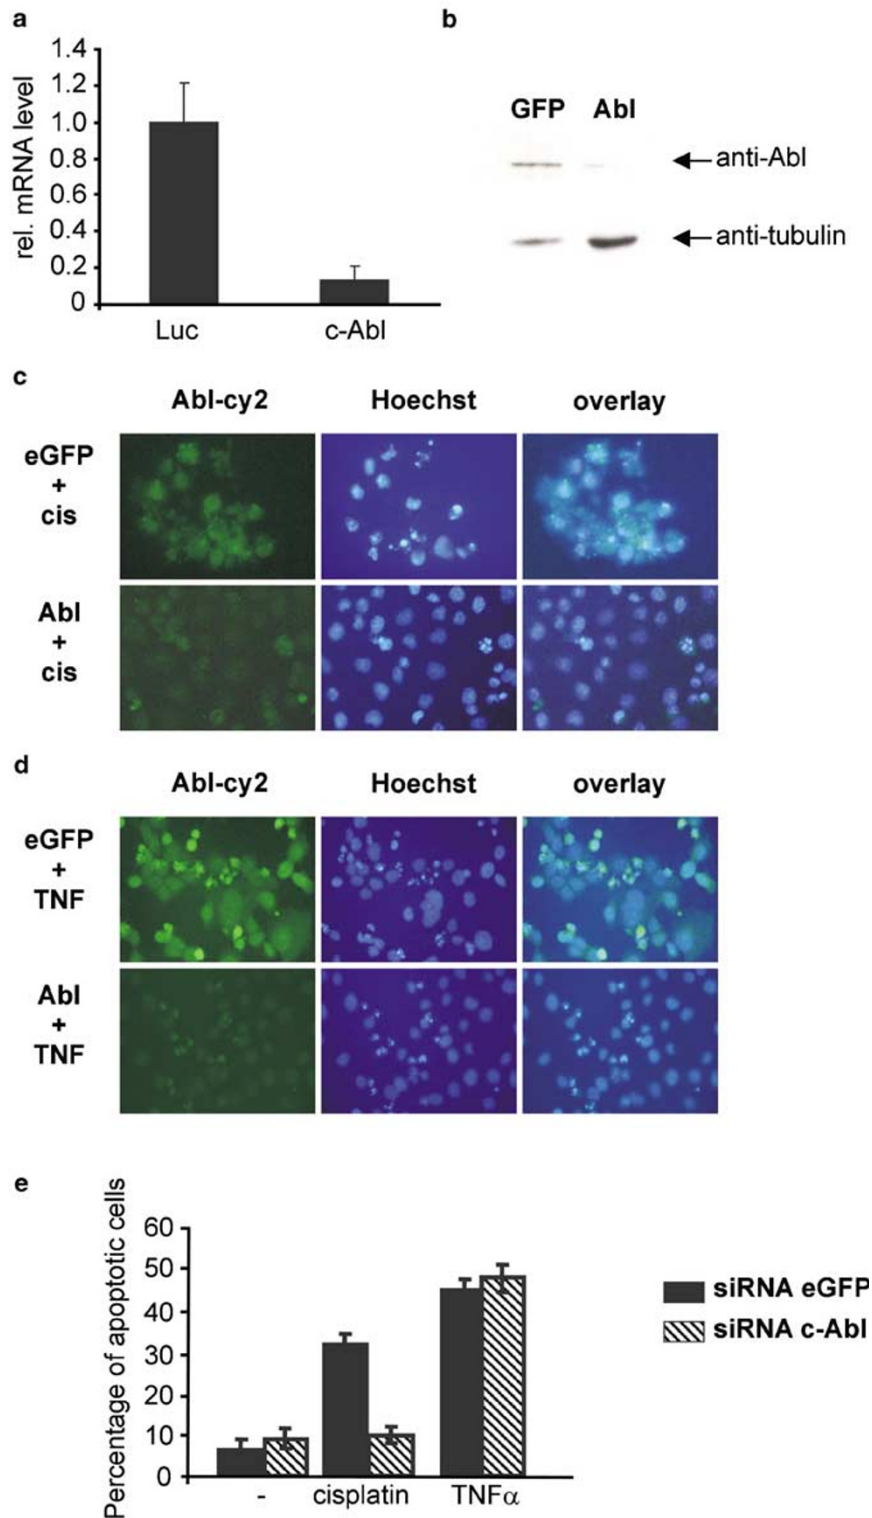 a
rel. mRNA level
1.4
1.2
1.0
0.8
0.6
0.4
0.2
0
Luc c-Abl
b
GFP Abl
anti-Abl
anti-tubulin
c
Abl-cy2 Hoechst overlay
eGFP
+
cis
Abl
+
cis
d
Abl-cy2 Hoechst overlay
eGFP
+
TNF
Abl
+
TNF
e
Percentage of apoptotic cells
60
50
40
30
20
10
0
- cisplatin TNFα
siRNA eGFP
siRNA c-Abl